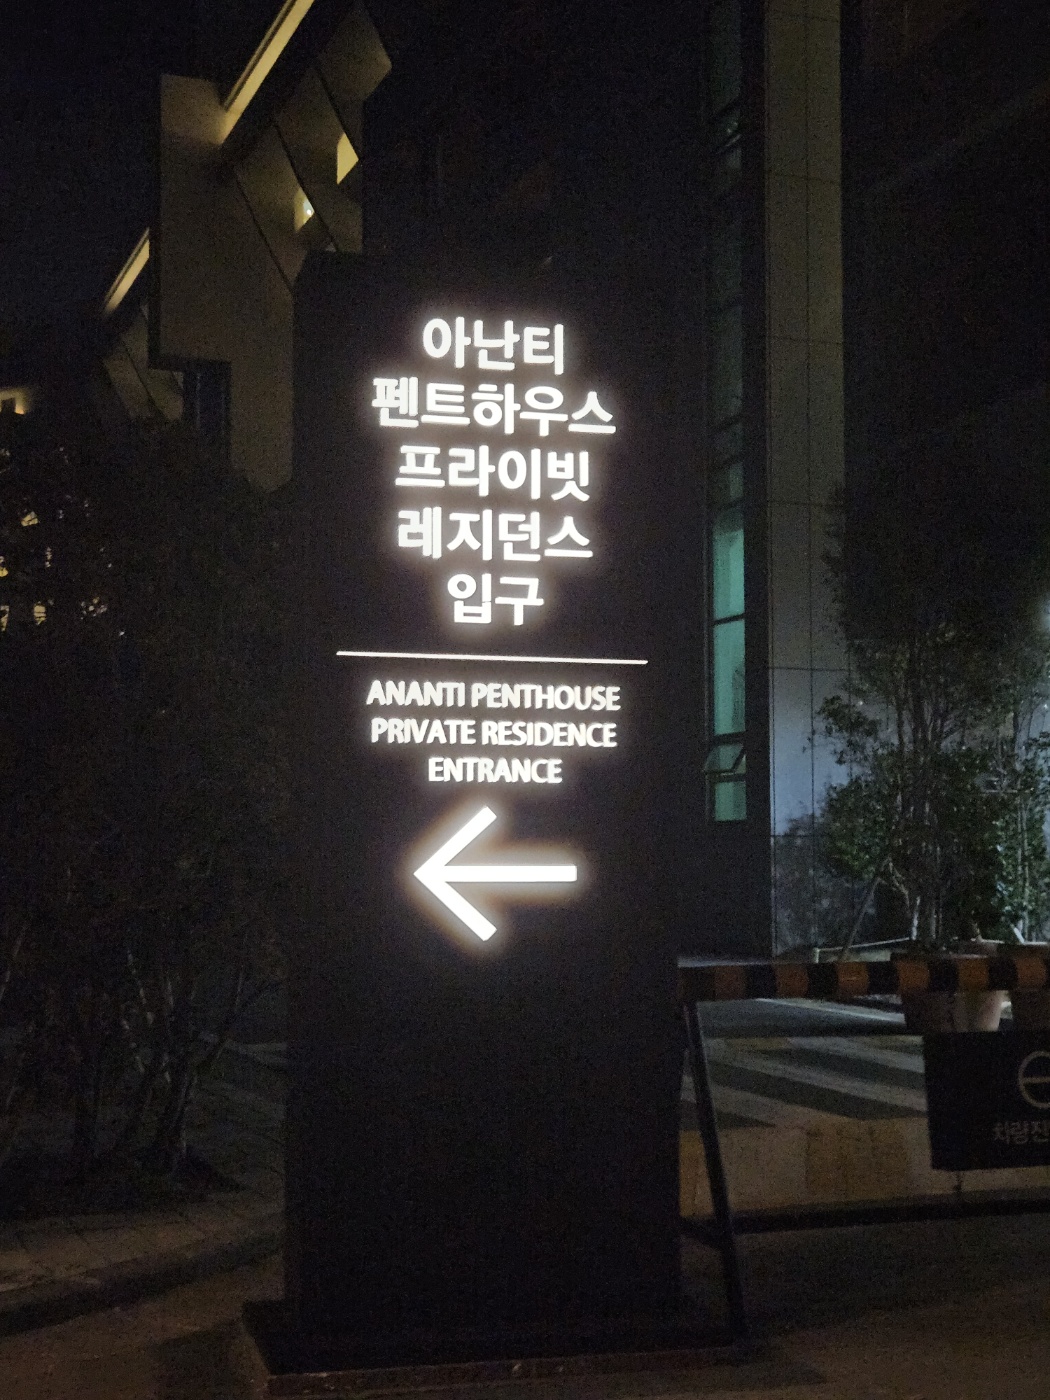 아난티
펜트하우스
프라이빗
레지던스
입구
ANANTI PENTHOUSE
PRIVATE RESIDENCE
ENTRANCE